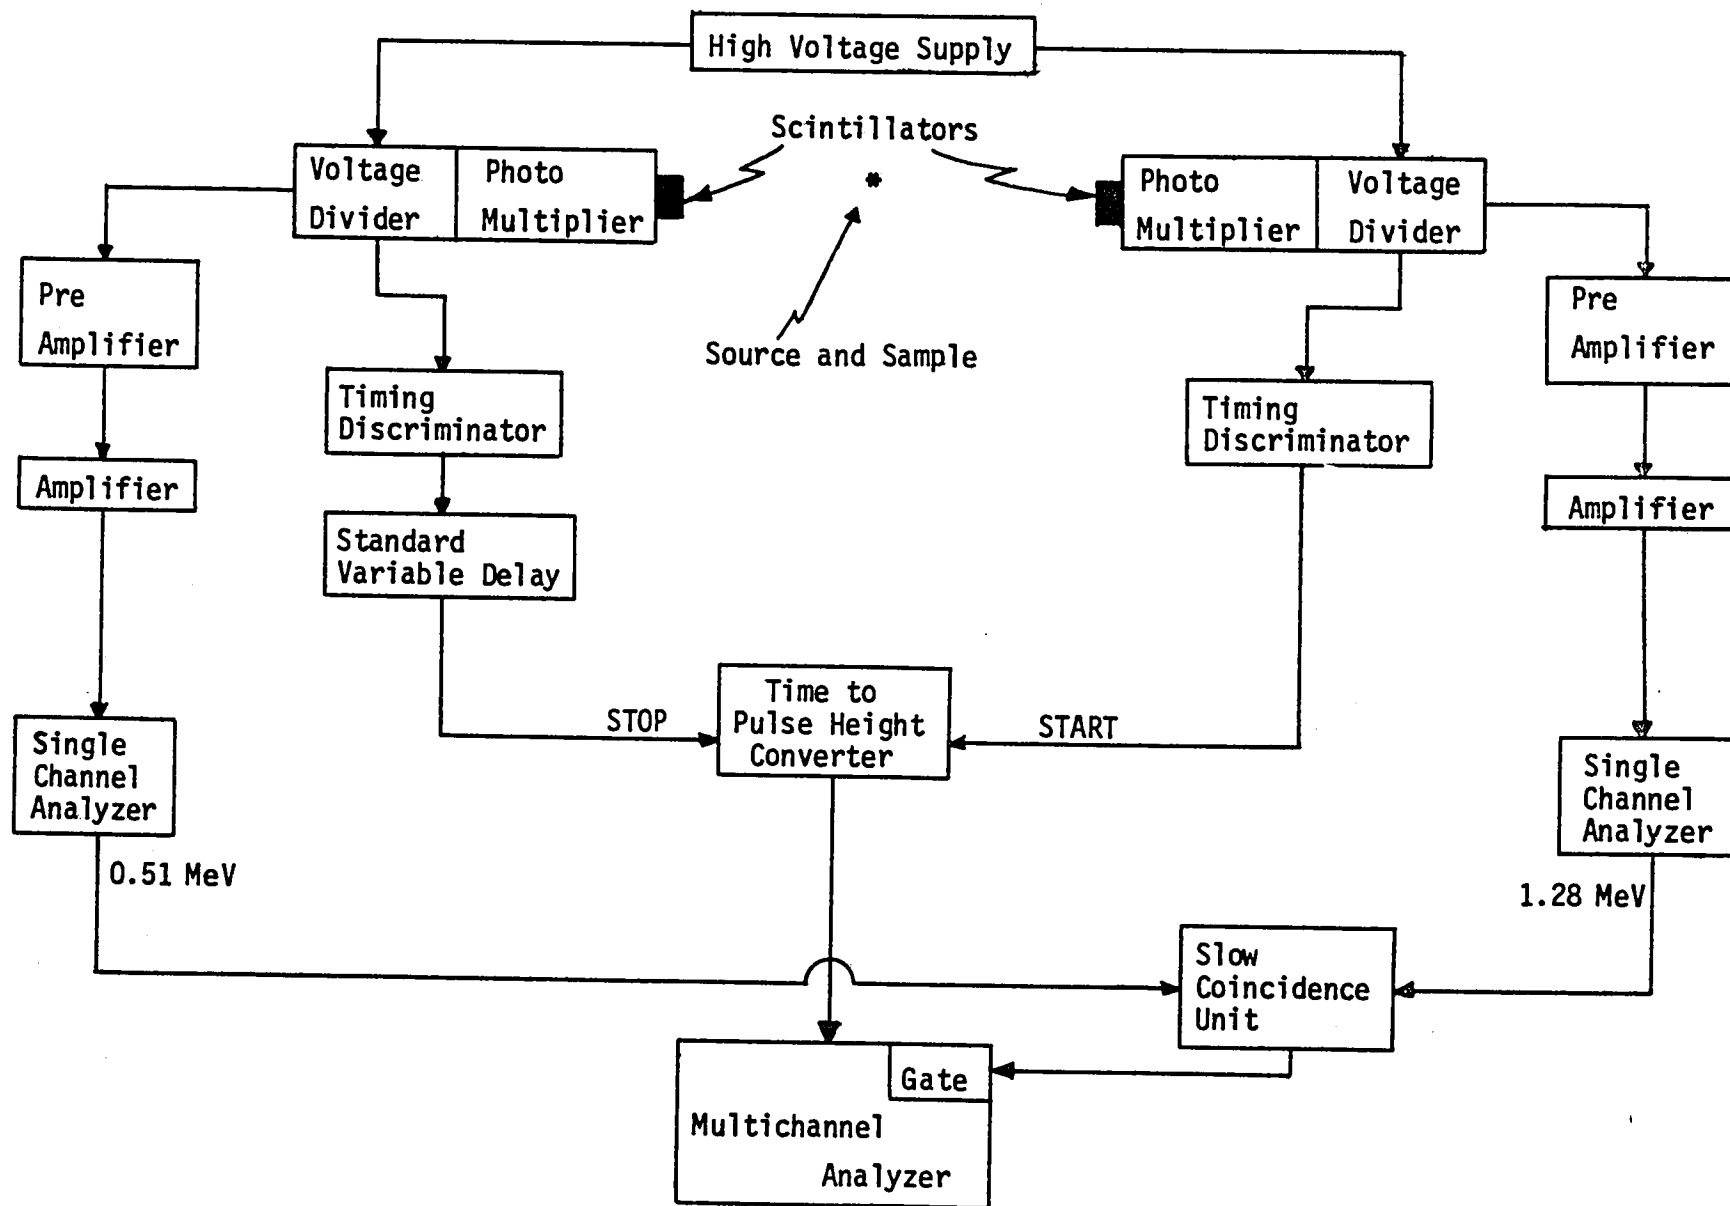 High Voltage Supply
Scintillators
Voltage
Divider
Photo
Multiplier
*
Photo
Multiplier
Voltage
Divider
Source and Sample
Pre
Amplifier
Timing
Discriminator
Timing
Discriminator
Pre
Amplifier
Amplifier
Standard
Variable Delay
Amplifier
STOP
Time to
Pulse Height
Converter
START
Single
Channel
Analyzer
Single
Channel
Analyzer
0.51 MeV
1.28 MeV
Slow
Coincidence
Unit
Gate
Multichannel
Analyzer